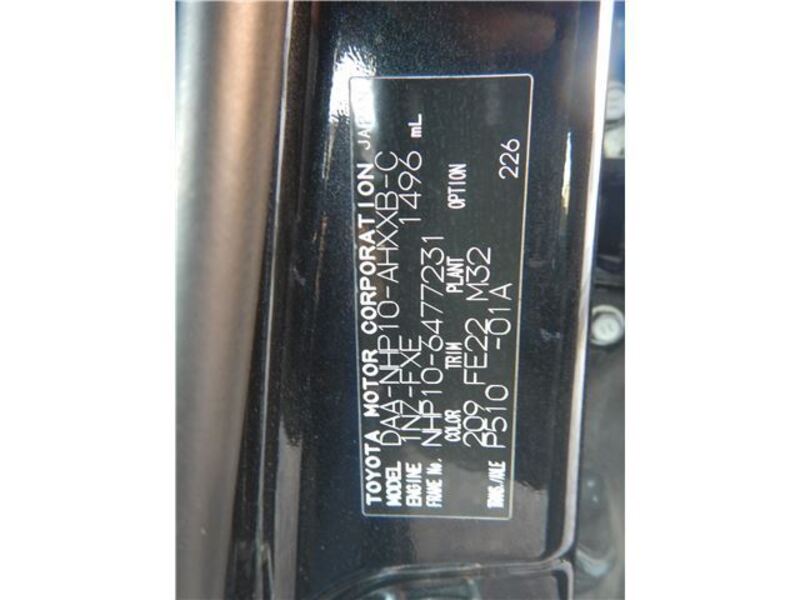 TOYOTA MOTOR CORPORATION JAPAN
MODEL DAA-NHP10-AHXXB-C
ENGINE 1NZ-FXE 1496 mL
FRAME No. NHP10-6477231
COLOR TRIM PLANT OPTION
209 FE22 M32 226
TRANS./AXLE P510 -01A